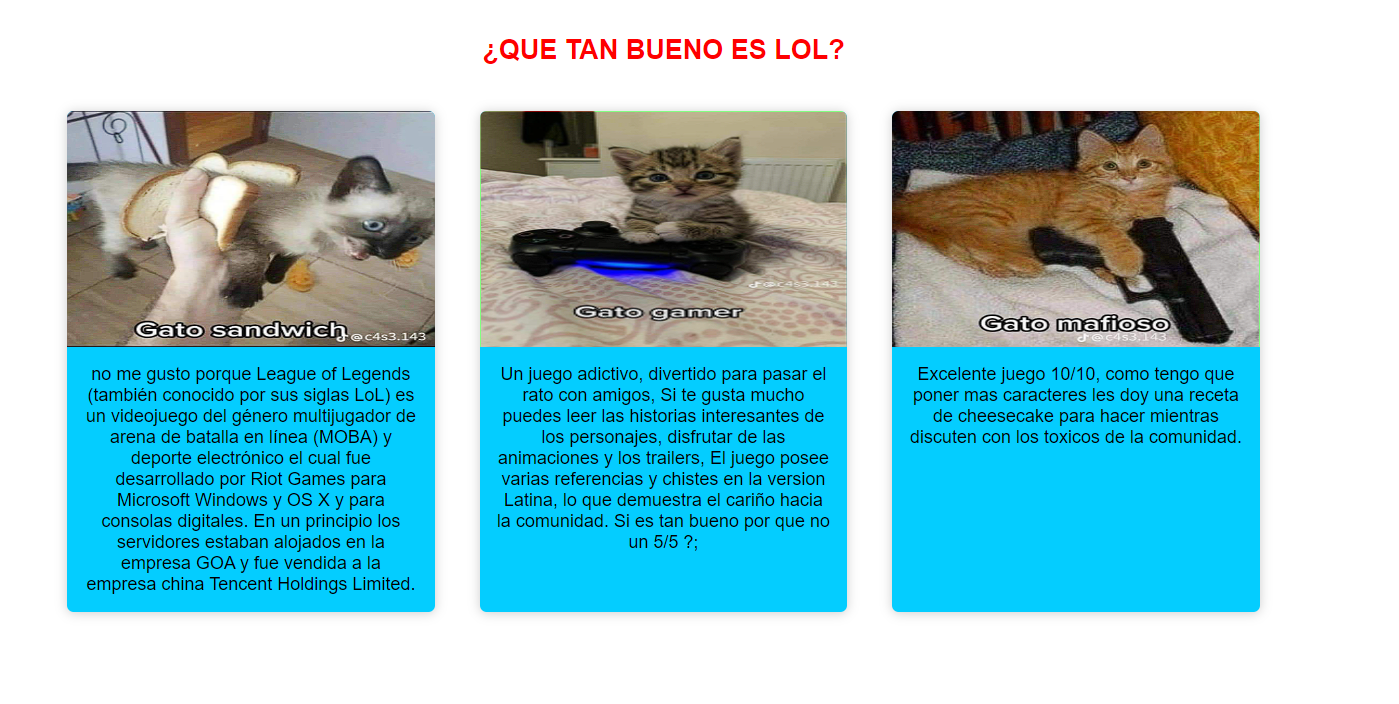 ¿QUE TAN BUENO ES LOL?
Gato sandwich
@c4s3.143
no me gusto porque League of Legends
(también conocido por sus siglas LoL) es
un videojuego del género multijugador de
arena de batalla en línea (MOBA) y
deporte electrónico el cual fue
desarrollado por Riot Games para
Microsoft Windows y OS X y para
consolas digitales. En un principio los
servidores estaban alojados en la
empresa GOA y fue vendida a la
empresa china Tencent Holdings Limited.
@c4s3.143
Gato gamer
Un juego adictivo, divertido para pasar el
rato con amigos, Si te gusta mucho
puedes leer las historias interesantes de
los personajes, disfrutar de las
animaciones y los trailers, El juego posee
varias referencias y chistes en la version
Latina, lo que demuestra el cariño hacia
la comunidad. Si es tan bueno por que no
un 5/5 ?;
Gato mafioso
@c4s3.143
Excelente juego 10/10, como tengo que
poner mas caracteres les doy una receta
de cheesecake para hacer mientras
discuten con los toxicos de la comunidad.